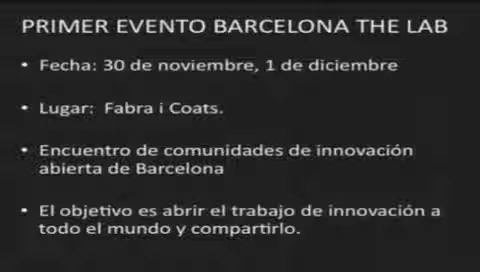 PRIMER EVENTO BARCELONA THE LAB
• Fecha: 30 de noviembre, 1 de diciembre
• Lugar: Fabra i Coats.
• Encuentro de comunidades de innovación
abierta de Barcelona
• El objetivo es abrir el trabajo de innovación a
todo el mundo y compartirlo.